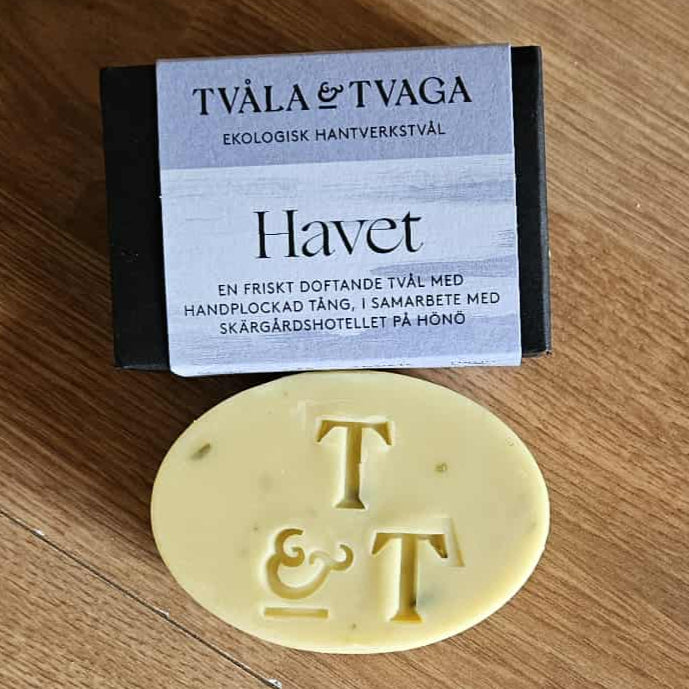 TVÅLA & TVAGA
EKOLOGISK HANTVERKSTVÅL
Havet
EN FRISKT DOFTANDE TVÅL MED
HANDPLOCKAD TÅNG, I SAMARBETE MED
SKÄRGÅRDSHOTELLET PÅ HÖNÖ
T
& T